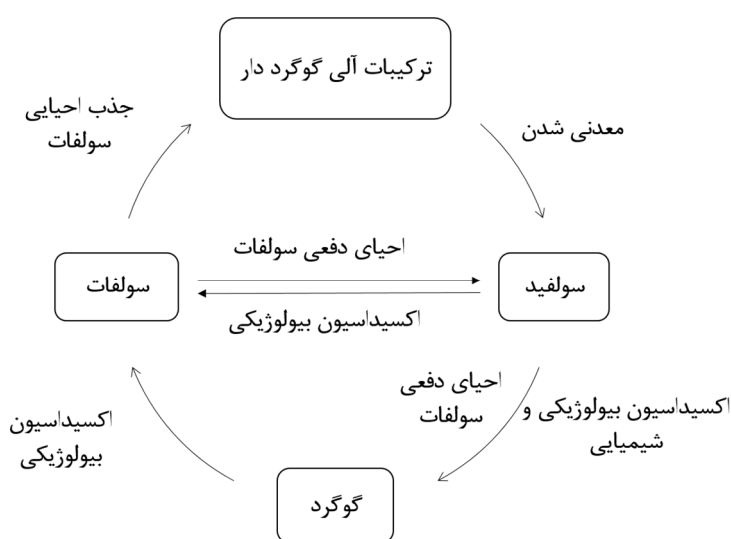 ترکیبات آلی گوگرد دار
جذب احیایی
سولفات
معدنی شدن
احیای دفعی سولفات
سولفات
سولفید
اکسیداسیون بیولوژیکی
احیای دفعی
سولفات
اکسیداسیون بیولوژیکی و
شیمیایی
اکسیداسیون
بیولوژیکی
گوگرد